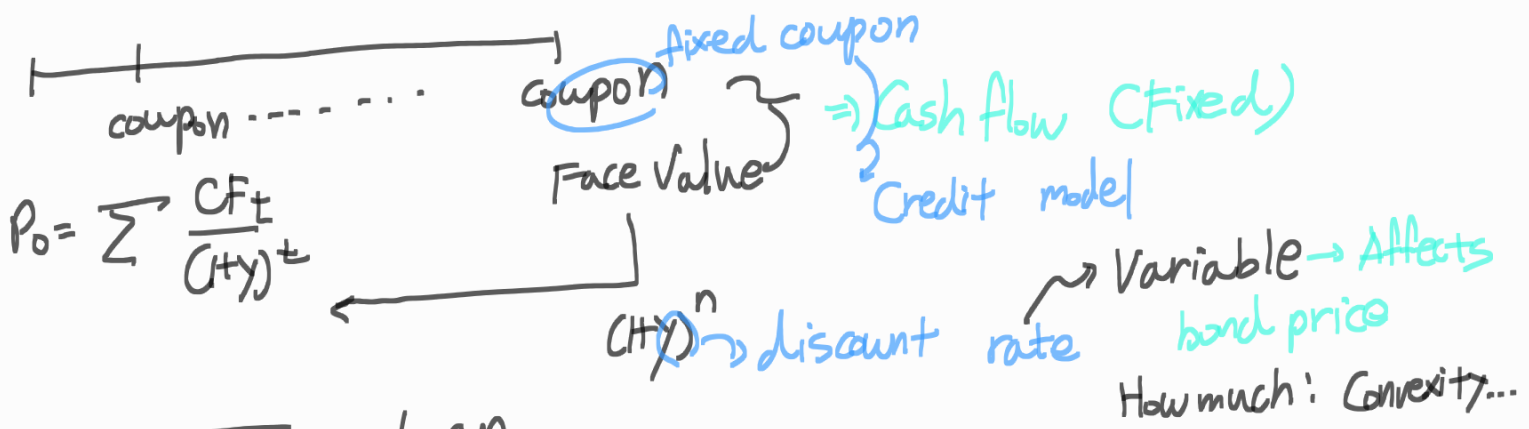 fixed coupon
coupon ------ coupon
⇒ Cash flow (Fixed)
Face Value
Credit model
P₀ = ∑ CFₜ / (1+y)ᵗ
Variable → Affects
bond price
(1+y)ⁿ → discount rate
How much: Convexity...